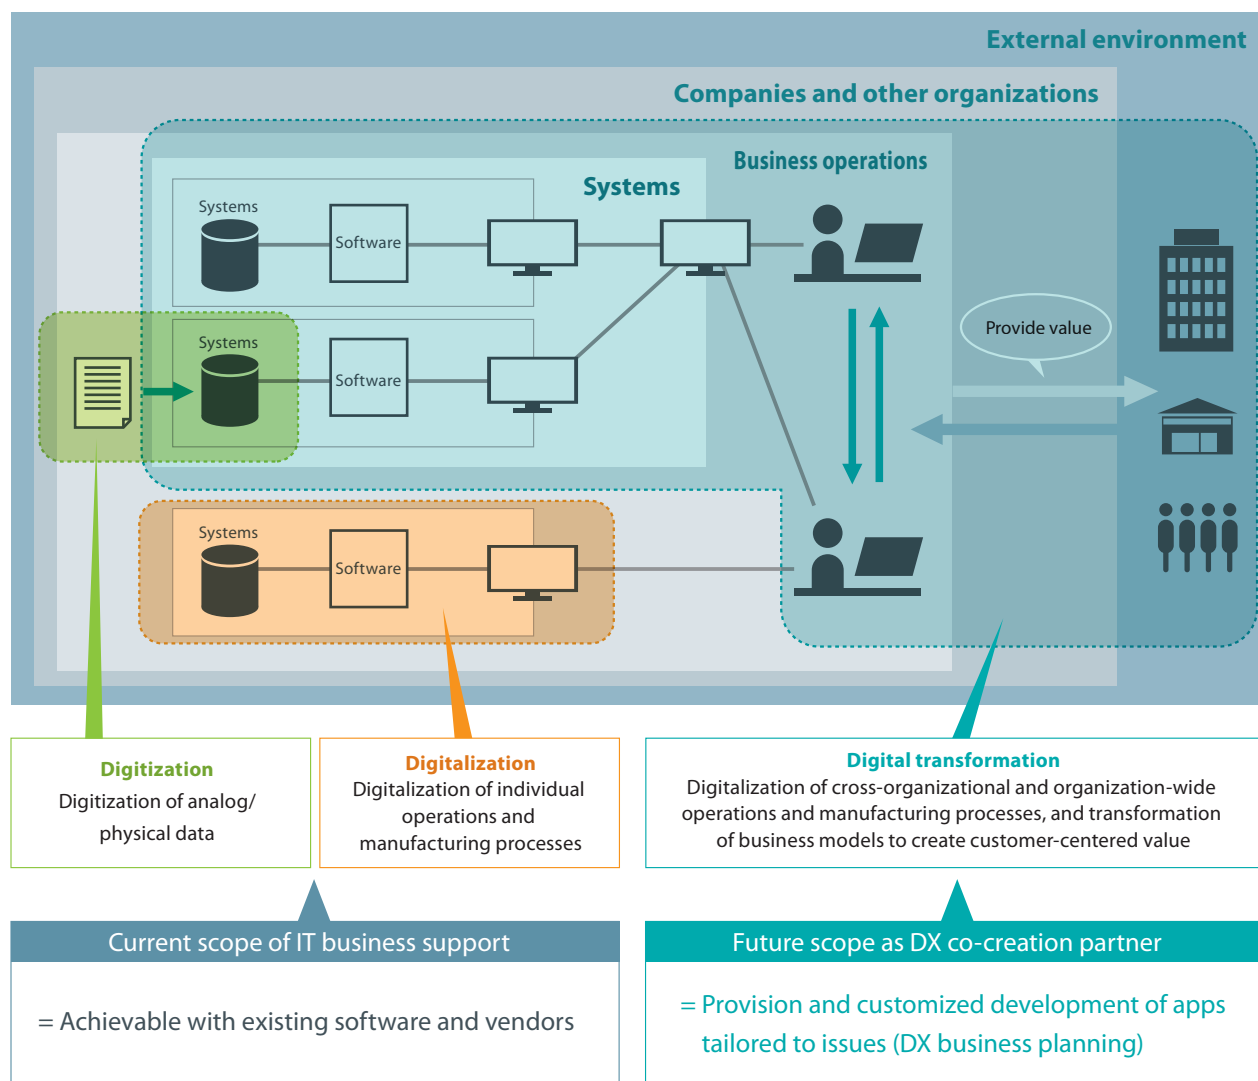 External environment
Companies and other organizations
Business operations
Systems
Systems
Software
Provide value
Systems
Software
Systems
Software
Digitization
Digitization of analog/
physical data
Digitalization
Digitalization of individual
operations and
manufacturing processes
Digital transformation
Digitalization of cross-organizational and organization-wide
operations and manufacturing processes, and transformation
of business models to create customer-centered value
Current scope of IT business support
= Achievable with existing software and vendors
Future scope as DX co-creation partner
= Provision and customized development of apps
tailored to issues (DX business planning)